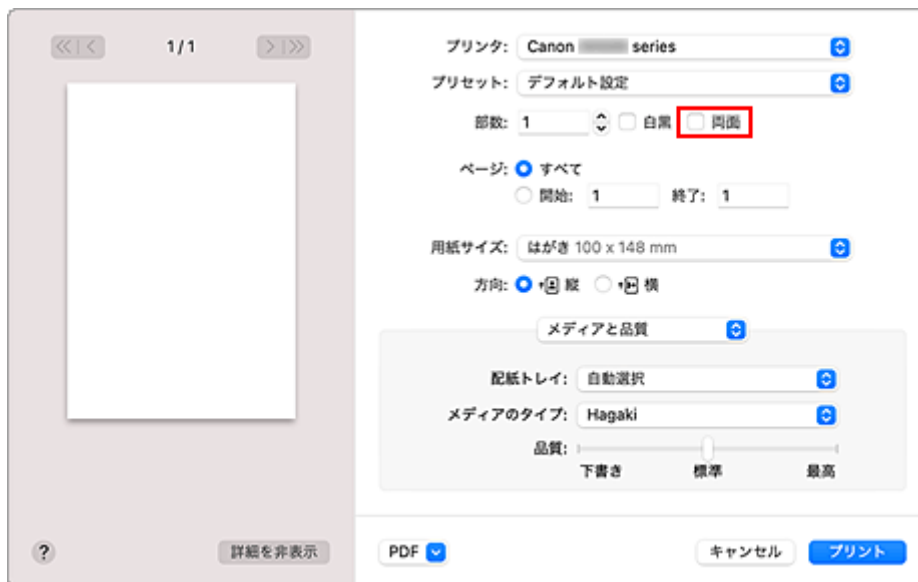 1/1
プリンタ: Canon series
プリセット: デフォルト設定
部数: 1 白黒 両面
ページ: すべて
開始: 1 終了: 1
用紙サイズ: はがき 100 x 148 mm
方向: 縦 横
メディアと品質
配紙トレイ: 自動選択
メディアのタイプ: Hagaki
品質:
下書き 標準 最高
? 詳細を非表示 PDF キャンセル プリント